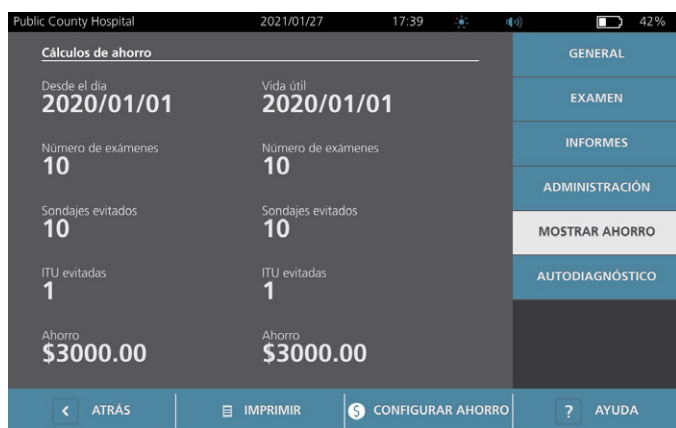 Public County Hospital 2021/01/27 17:39 42%
Cálculos de ahorro
Desde el día
2020/01/01
Vida útil
2020/01/01
Número de exámenes
10
Número de exámenes
10
Sondajes evitados
10
Sondajes evitados
10
ITU evitadas
1
ITU evitadas
1
Ahorro
$3000.00
Ahorro
$3000.00
GENERAL
EXAMEN
INFORMES
ADMINISTRACIÓN
MOSTRAR AHORRO
AUTODIAGNÓSTICO
< ATRÁS
IMPRIMIR
$ CONFIGURAR AHORRO
? AYUDA